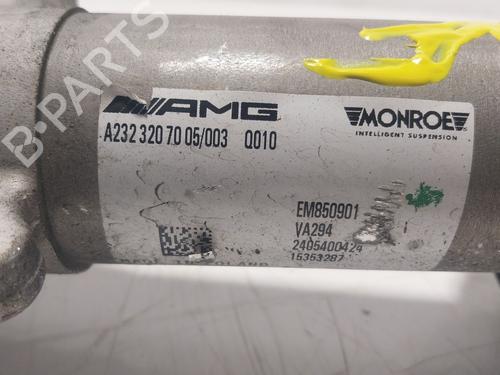 AMG
MONROE
INTELLIGENT SUSPENSION
A232 320 70 05/003 Q010
EM850901
VA294
2405400424
15353287
B-PARTS